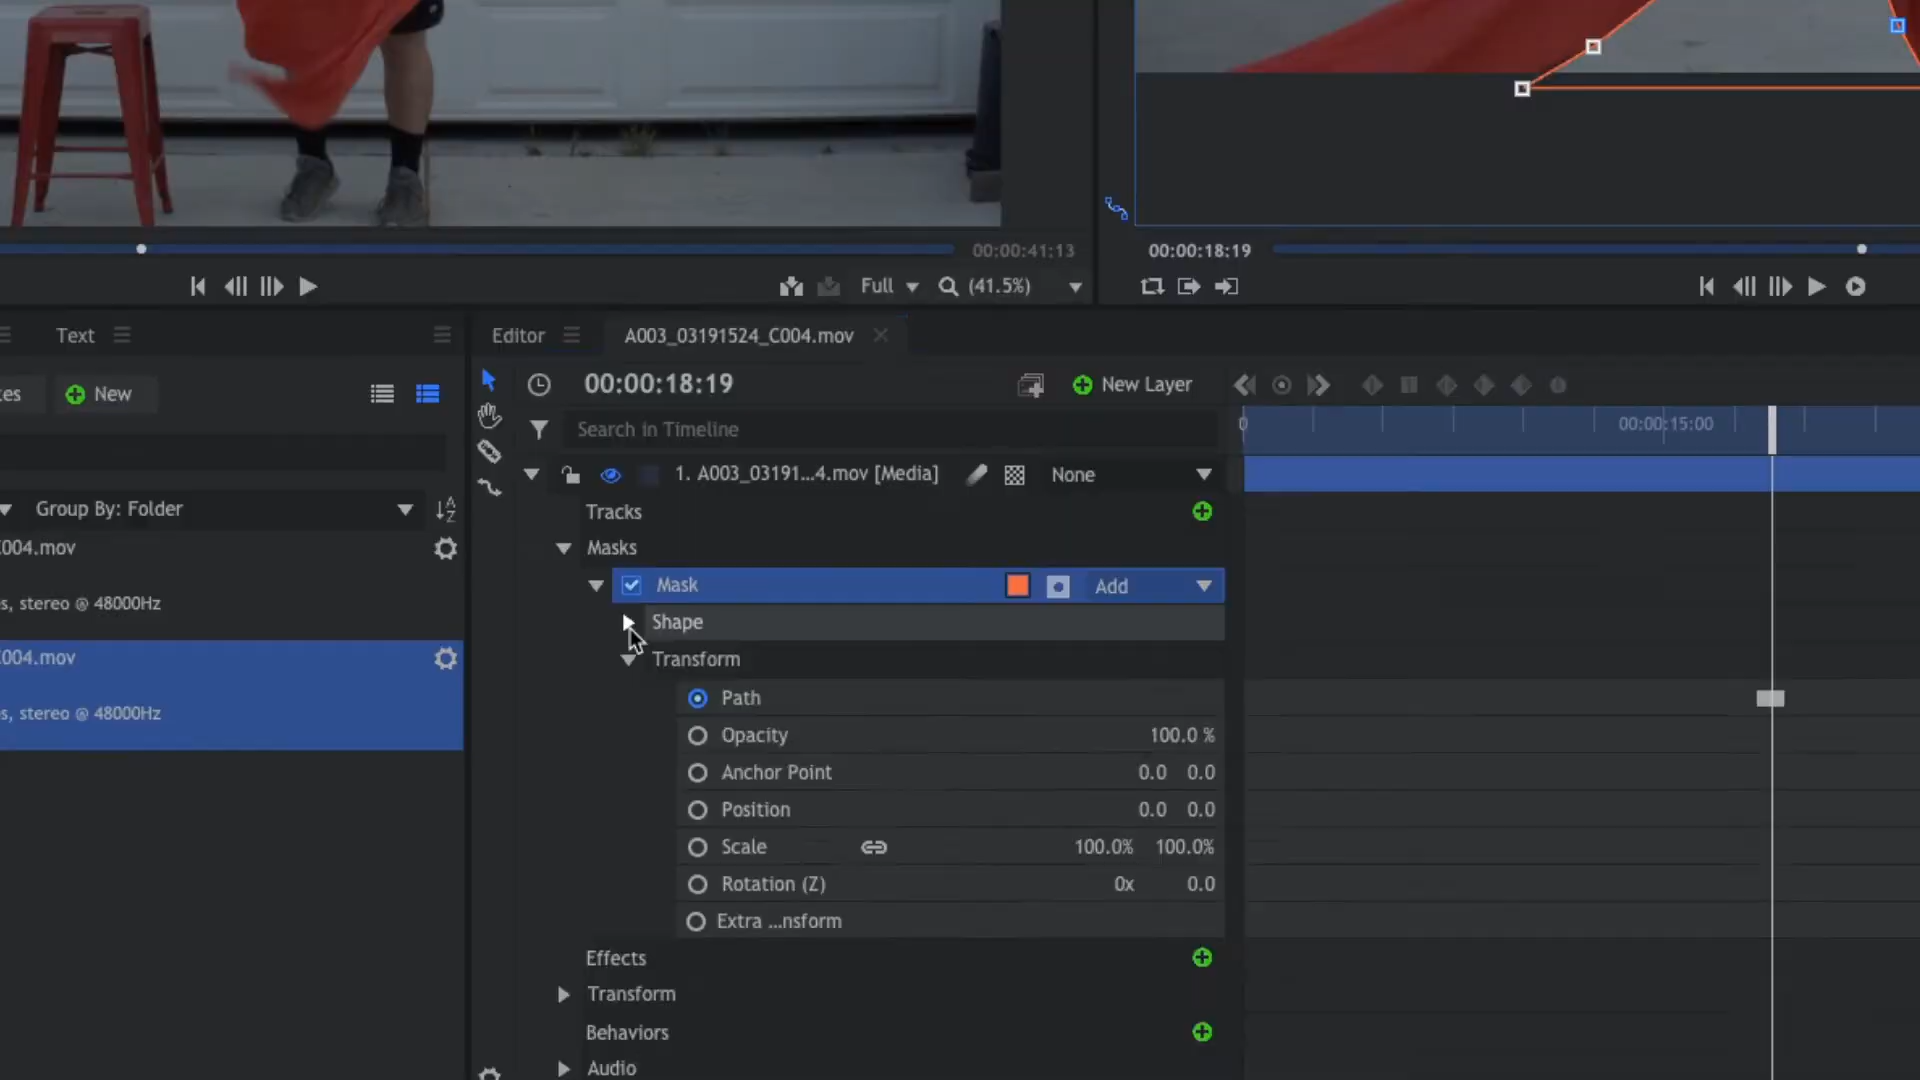 00:00:41:13
00:00:18:19
Full
(41.5%)
Text
Editor
A003_03191524_C004.mov
es
New
00:00:18:19
New Layer
Search in Timeline
0
00:00:15:00
1. A003_03191...4.mov [Media]
None
Group By: Folder
Tracks
004.mov
Masks
Mask
Add
s, stereo @ 48000Hz
Shape
004.mov
Transform
Path
s, stereo @ 48000Hz
Opacity
100.0 %
Anchor Point
0.0 0.0
Position
0.0 0.0
Scale
100.0% 100.0%
Rotation (Z)
0x 0.0
Extra ...nsform
Effects
Transform
Behaviors
Audio